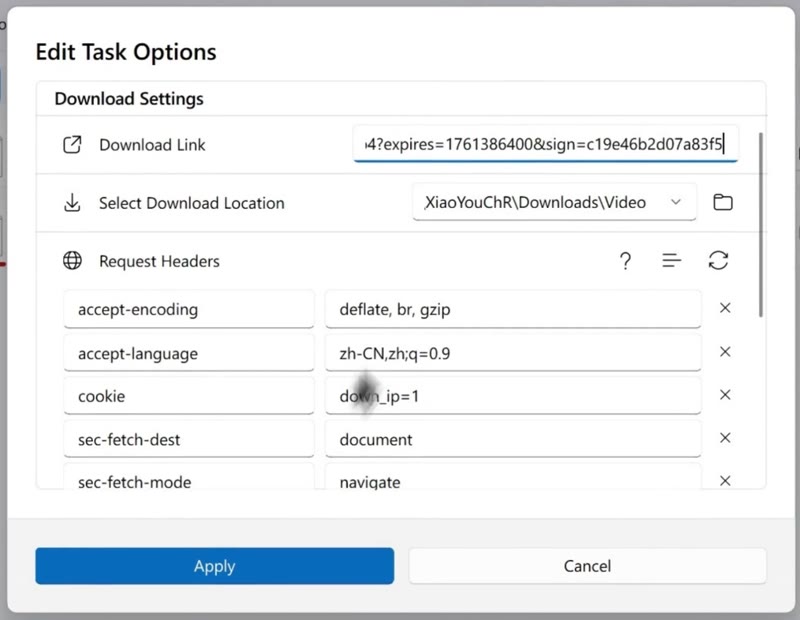 Edit Task Options
Download Settings
Download Link
4?expires=1761386400&sign=c19e46b2d07a83f5
Select Download Location
XiaoYouChR\Downloads\Video
Request Headers
?
accept-encoding
deflate, br, gzip
accept-language
zh-CN,zh;q=0.9
cookie
down_ip=1
sec-fetch-dest
document
sec-fetch-mode
navigate
Apply
Cancel